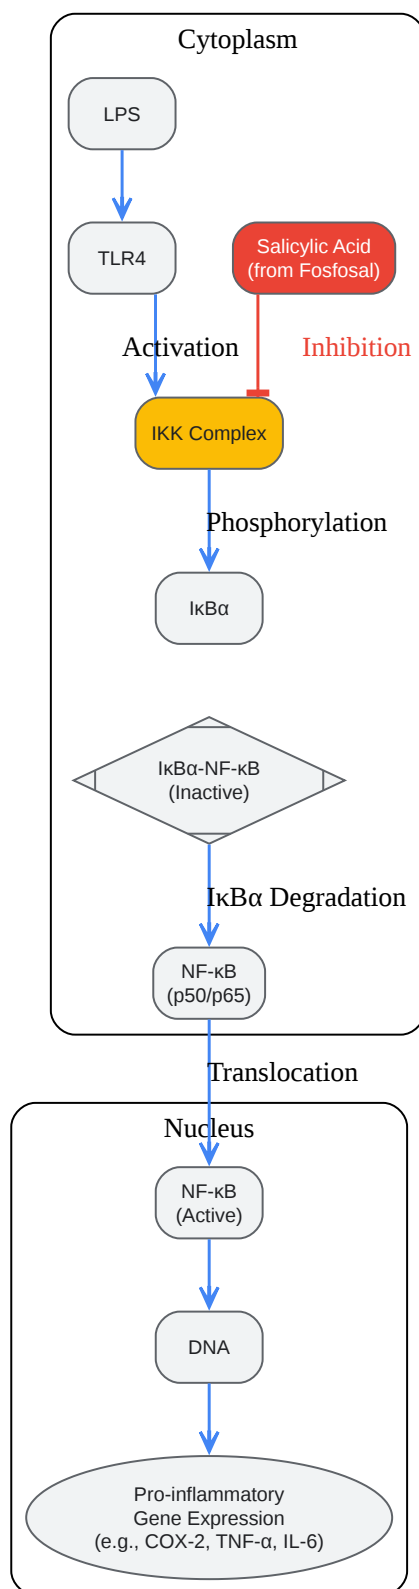 Cytoplasm
LPS
TLR4
Salicylic Acid
(from Fosfosal)
Activation
Inhibition
IKK Complex
Phosphorylation
IκBα
IκBα-NF-κB
(Inactive)
IκBα Degradation
NF-κB
(p50/p65)
Translocation
Nucleus
NF-κB
(Active)
DNA
Pro-inflammatory
Gene Expression
(e.g., COX-2, TNF-α, IL-6)